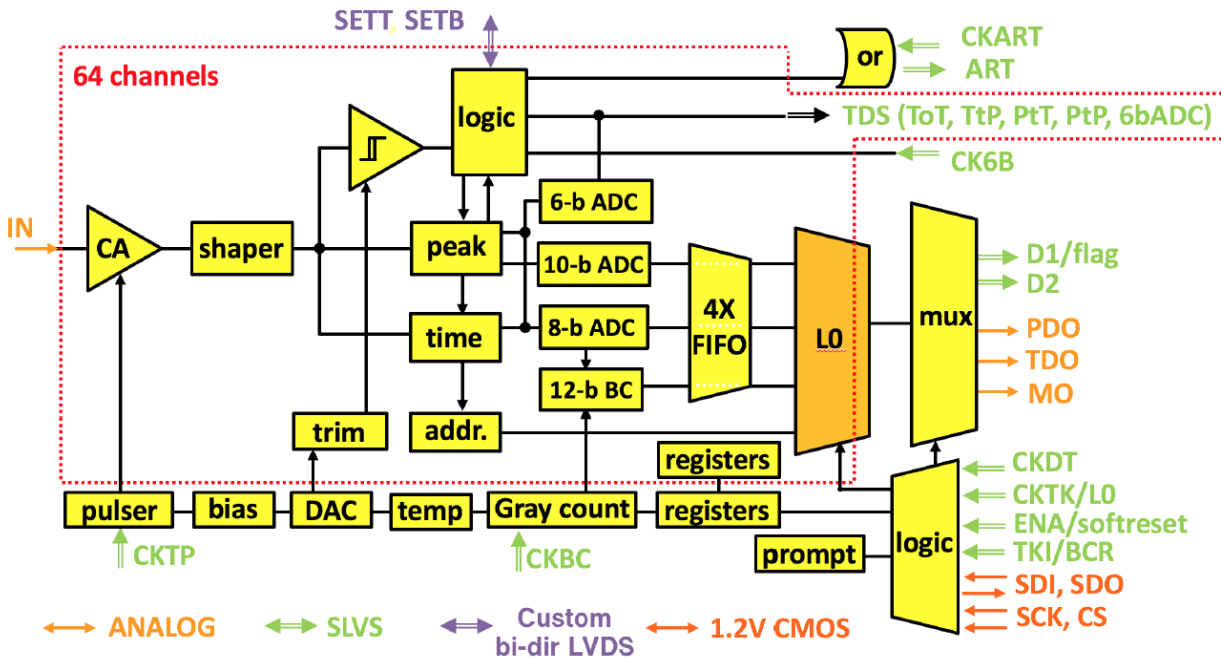 SETT, SETB
64 channels
or
CKART
ART
logic
TDS (ToT, TtP, PtT, PtP, 6bADC)
CK6B
IN
CA
shaper
peak
6-b ADC
10-b ADC
4X
FIFO
L0
mux
D1/flag
D2
PDO
TDO
MO
time
8-b ADC
12-b BC
trim
addr.
registers
pulser
bias
DAC
temp
Gray count
registers
prompt
logic
CKDT
CKTK/L0
ENA/softreset
TKI/BCR
SDI, SDO
SCK, CS
CKTP
CKBC
ANALOG
SLVS
Custom
bi-dir LVDS
1.2V CMOS